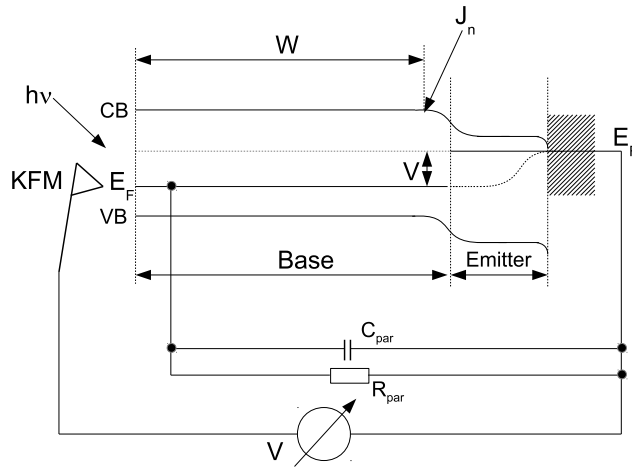 W
J_n
hν
CB
KFM
E_F
V
E_F
VB
Base
Emitter
C_par
R_par
V